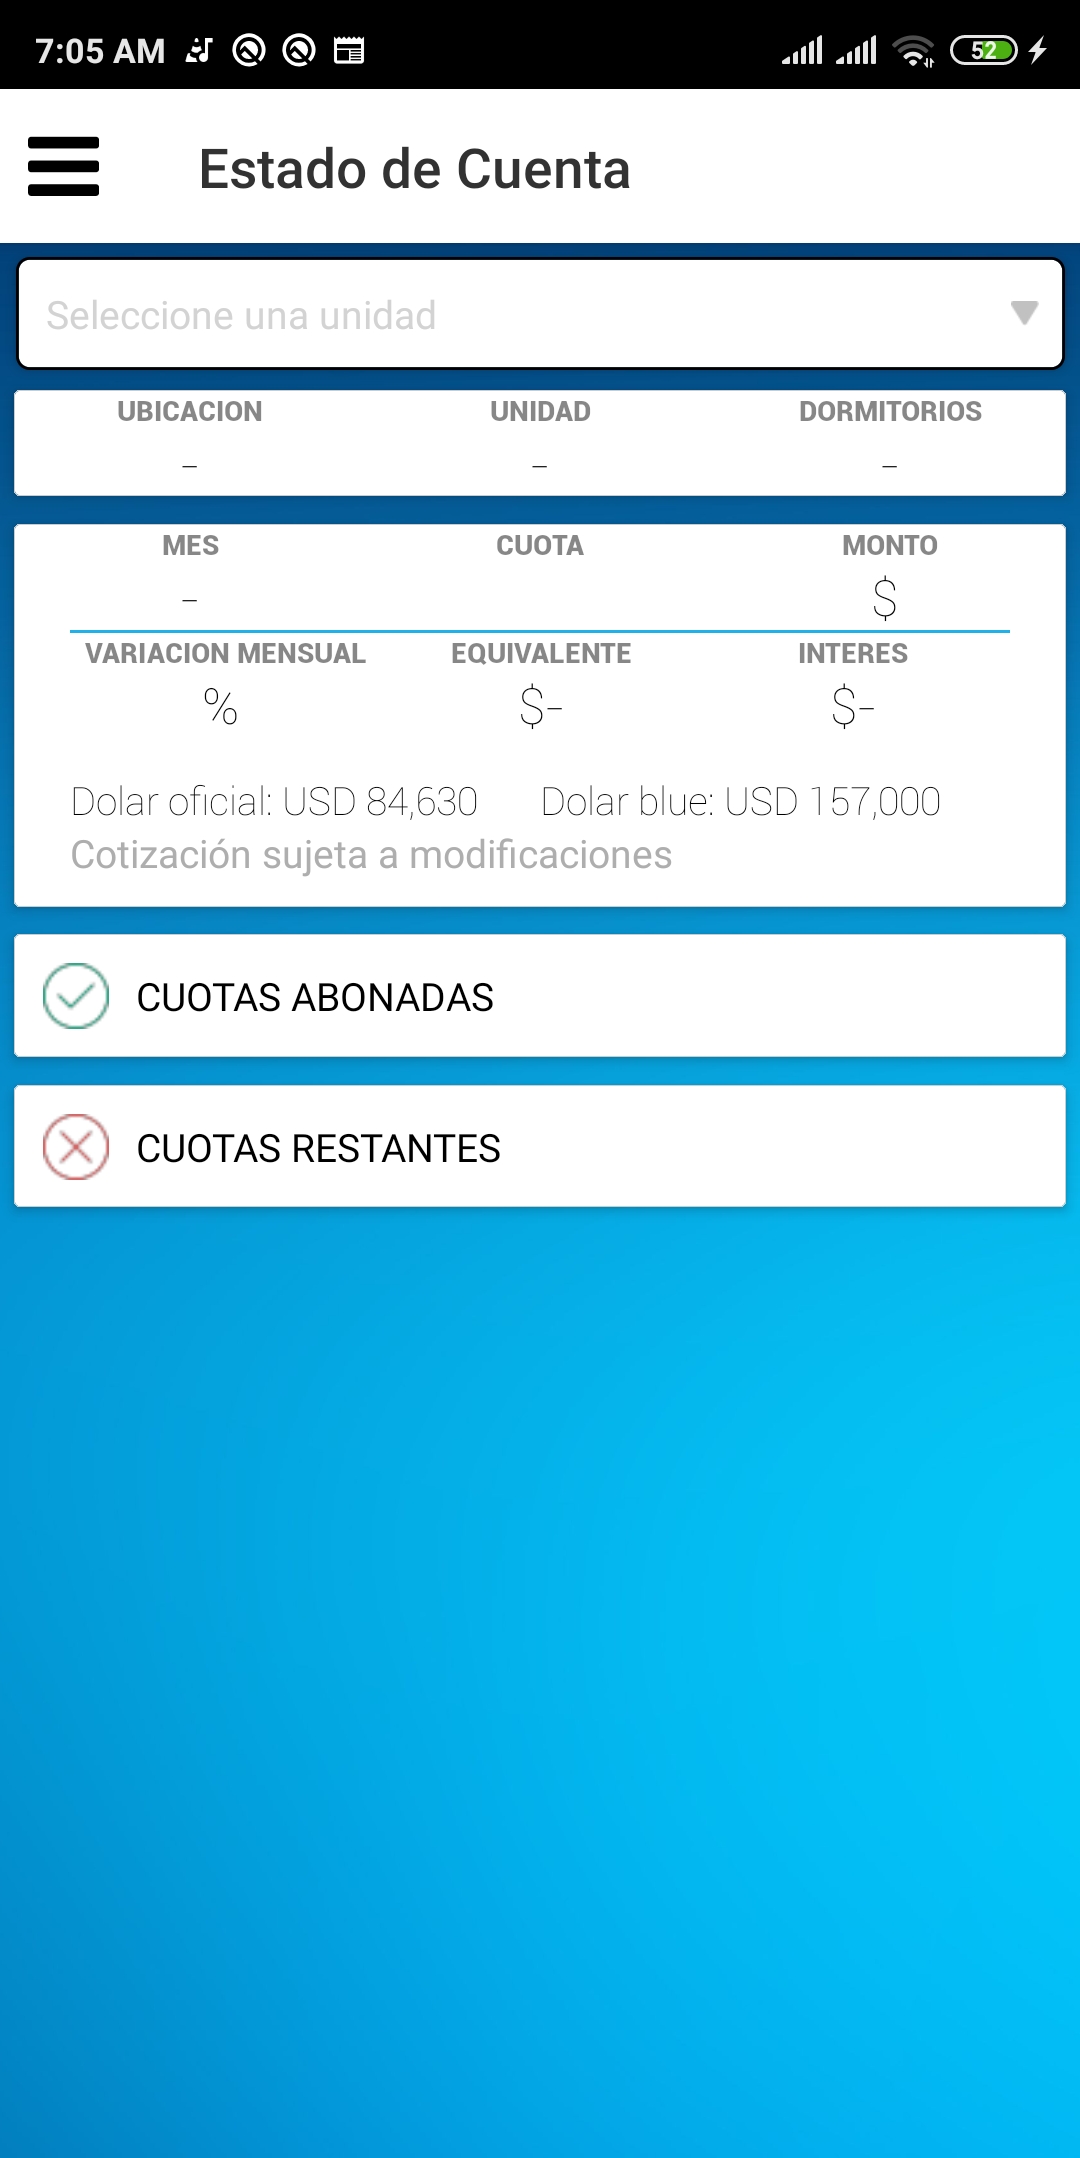 7:05 AM 52
Estado de Cuenta
Seleccione una unidad
UBICACION UNIDAD DORMITORIOS
- - -
MES CUOTA MONTO
- $
VARIACION MENSUAL EQUIVALENTE INTERES
% $- $-
Dolar oficial: USD 84,630 Dolar blue: USD 157,000
Cotización sujeta a modificaciones
CUOTAS ABONADAS
CUOTAS RESTANTES